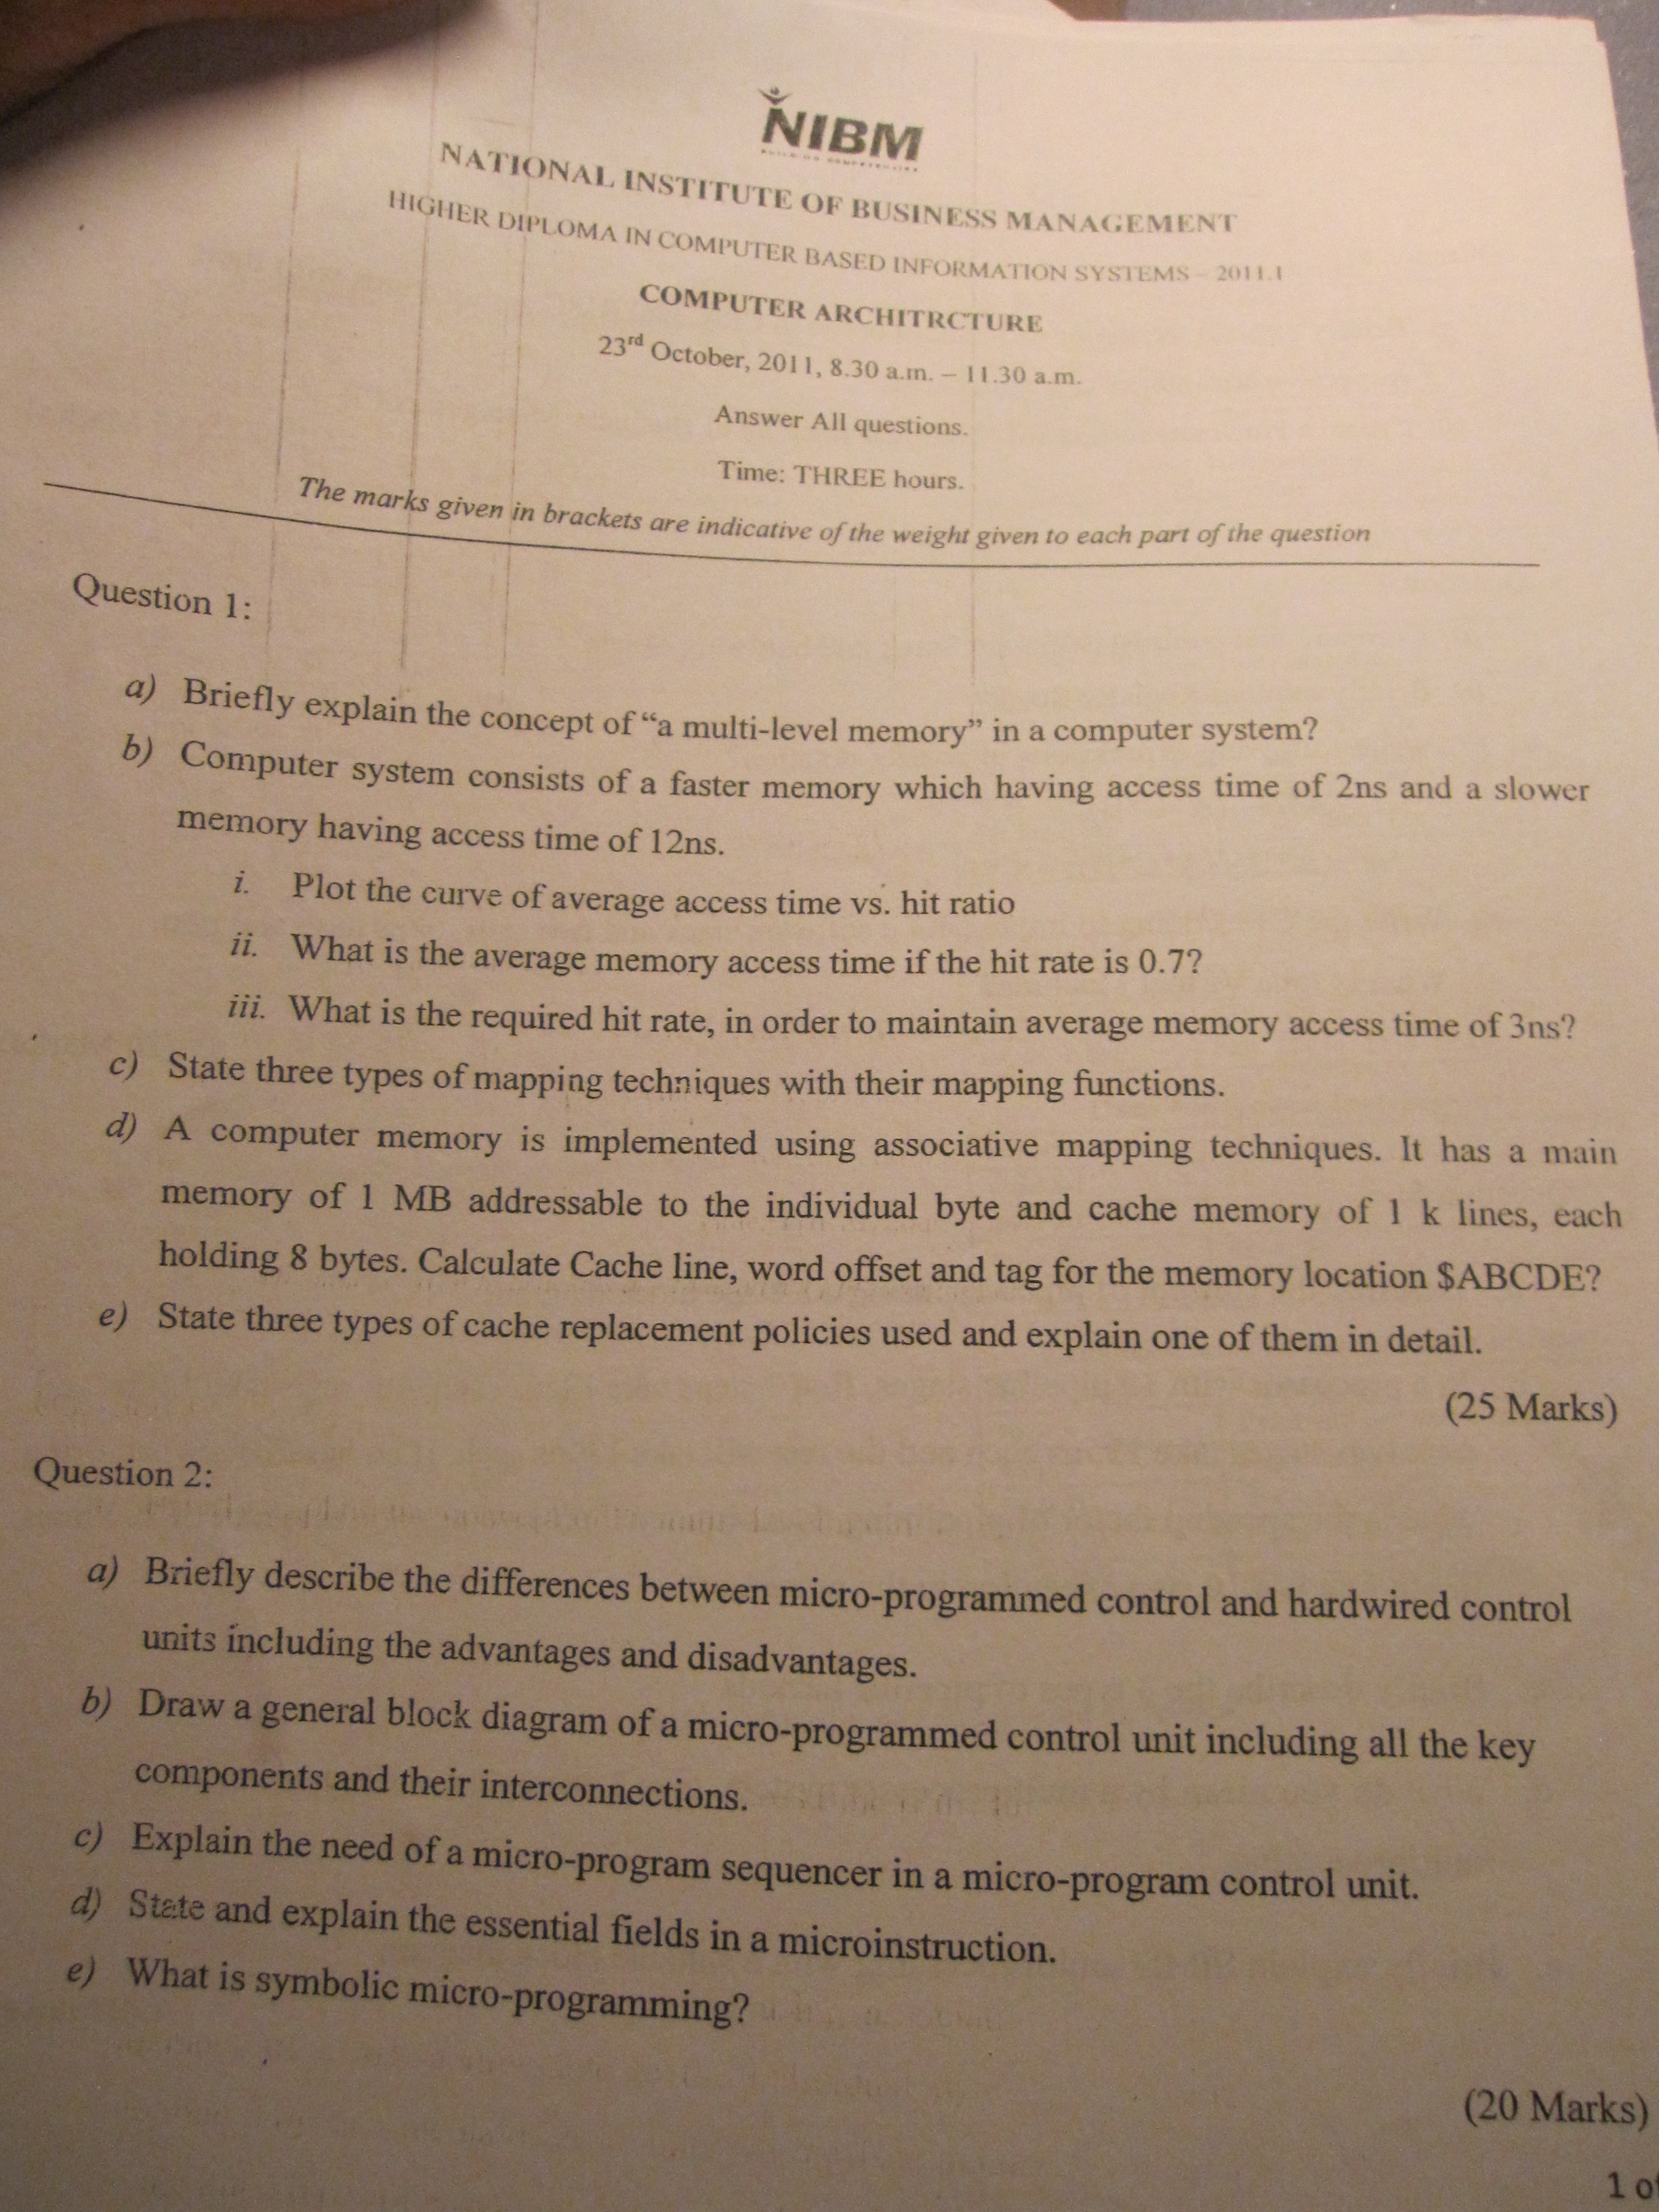 NIBM
NATIONAL INSTITUTE OF BUSINESS MANAGEMENT
HIGHER DIPLOMA IN COMPUTER BASED INFORMATION SYSTEMS – 2011.1
COMPUTER ARCHITRCTURE
23rd October, 2011, 8.30 a.m. – 11.30 a.m.
Answer All questions.
Time: THREE hours.
The marks given in brackets are indicative of the weight given to each part of the question
Question 1:
a) Briefly explain the concept of “a multi-level memory” in a computer system?
b) Computer system consists of a faster memory which having access time of 2ns and a slower
memory having access time of 12ns.
i. Plot the curve of average access time vs. hit ratio
ii. What is the average memory access time if the hit rate is 0.7?
iii. What is the required hit rate, in order to maintain average memory access time of 3ns?
c) State three types of mapping techniques with their mapping functions.
d) A computer memory is implemented using associative mapping techniques. It has a main
memory of 1 MB addressable to the individual byte and cache memory of 1 k lines, each
holding 8 bytes. Calculate Cache line, word offset and tag for the memory location $ABCDE?
e) State three types of cache replacement policies used and explain one of them in detail.
(25 Marks)
Question 2:
a) Briefly describe the differences between micro-programmed control and hardwired control
units including the advantages and disadvantages.
b) Draw a general block diagram of a micro-programmed control unit including all the key
components and their interconnections.
c) Explain the need of a micro-program sequencer in a micro-program control unit.
d) State and explain the essential fields in a microinstruction.
e) What is symbolic micro-programming?
(20 Marks)
1 of